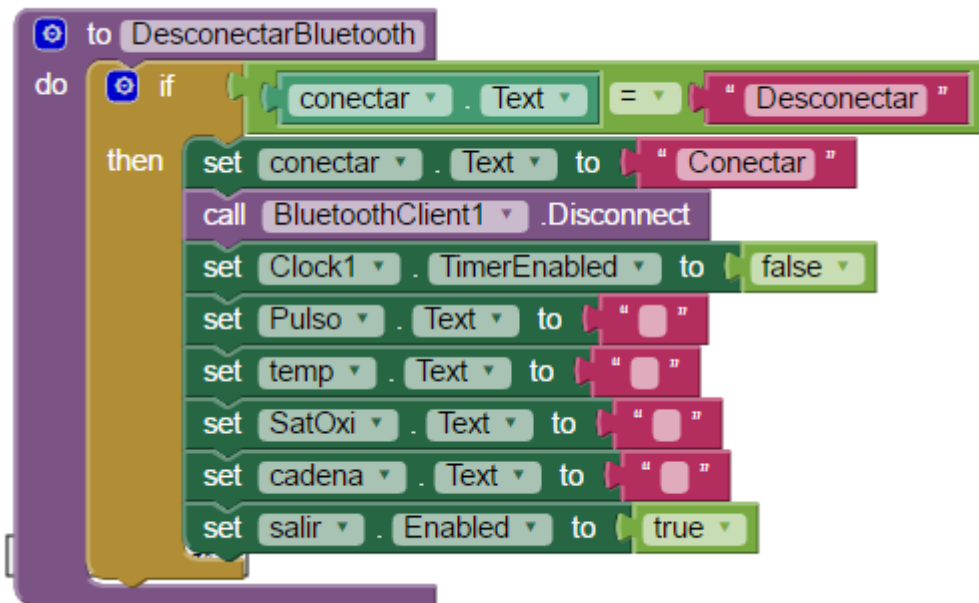 to DesconectarBluetooth
do if conectar . Text = “ Desconectar ”
then set conectar . Text to “ Conectar ”
call BluetoothClient1 .Disconnect
set Clock1 . TimerEnabled to false
set Pulso . Text to “ ”
set temp . Text to “ ”
set SatOxi . Text to “ ”
set cadena . Text to “ ”
set salir . Enabled to true